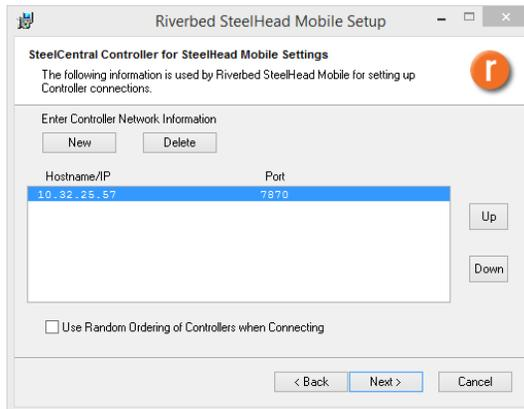 Riverbed SteelHead Mobile Setup
SteelCentral Controller for SteelHead Mobile Settings
The following information is used by Riverbed SteelHead Mobile for setting up
Controller connections.
r
Enter Controller Network Information
New Delete
Hostname/IP Port
10.32.25.57 7870
Up
Down
Use Random Ordering of Controllers when Connecting
< Back Next > Cancel